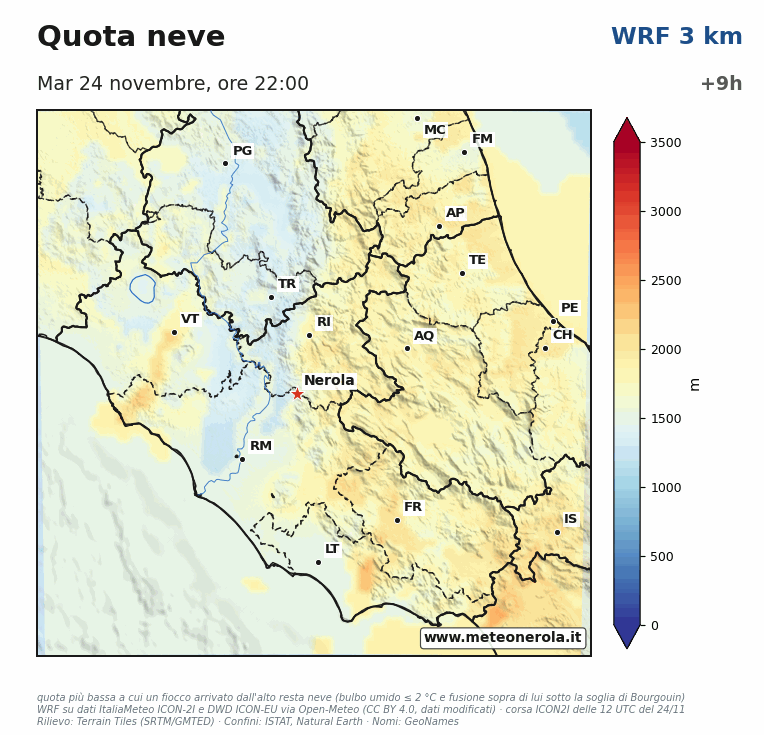 Quota neve
WRF 3 km
Mar 24 novembre, ore 22:00
+9h
MC
FM
PG
AP
TE
TR
PE
VT
RI
CH
AQ
Nerola
RM
FR
IS
LT
www.meteonerola.it
3500
3000
2500
2000
1500
1000
500
0
m
quota più bassa a cui un fiocco arrivato dall'alto resta neve (bulbo umido ≤ 2 °C e fusione sopra di lui sotto la soglia di Bourgouin)
WRF su dati ItaliaMeteo ICON-2I e DWD ICON-EU via Open-Meteo (CC BY 4.0, dati modificati) · corsa ICON2I delle 12 UTC del 24/11
Rilievo: Terrain Tiles (SRTM/GMTED) · Confini: ISTAT, Natural Earth · Nomi: GeoNames